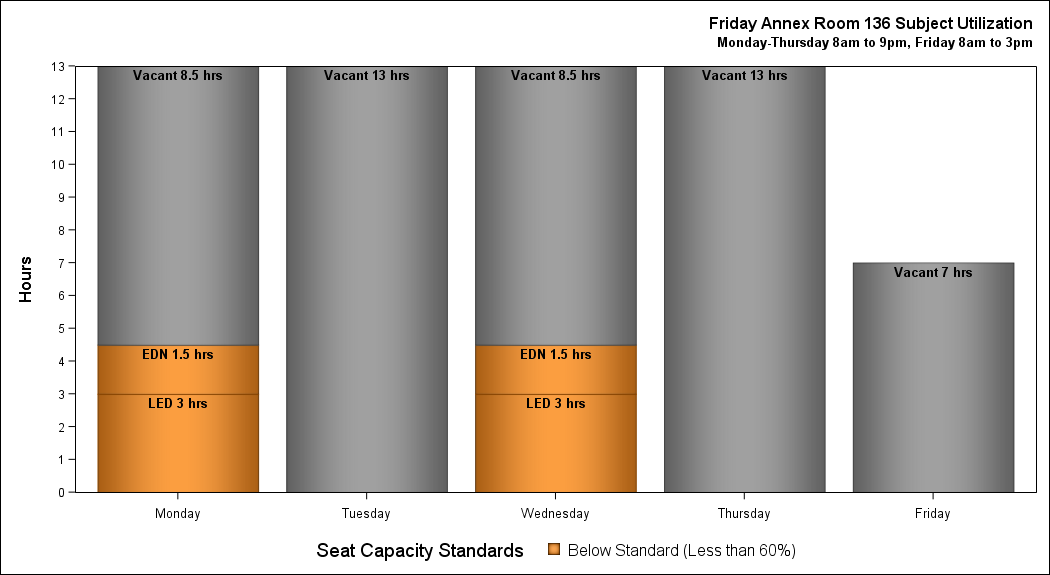 Friday Annex Room 136 Subject Utilization
Monday-Thursday 8am to 9pm, Friday 8am to 3pm
Hours
13
12
11
10
9
8
7
6
5
4
3
2
1
0
Vacant 8.5 hrs
EDN 1.5 hrs
LED 3 hrs
Vacant 13 hrs
Vacant 8.5 hrs
EDN 1.5 hrs
LED 3 hrs
Vacant 13 hrs
Vacant 7 hrs
Monday Tuesday Wednesday Thursday Friday
Seat Capacity Standards Below Standard (Less than 60%)